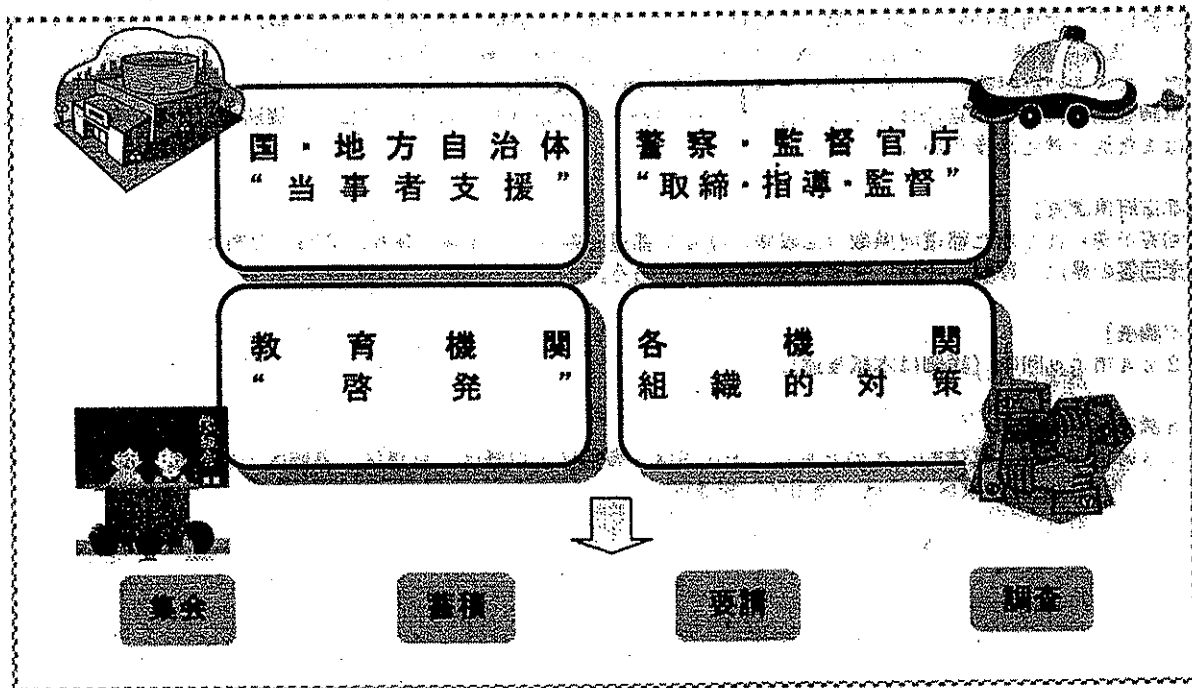 国・地方自治体
“当事者支援”
警察・監督官庁
“取締・指導・監督”
教育機関
“啓発”
各機関
組織的対策
集会
蓄積
要請
調査